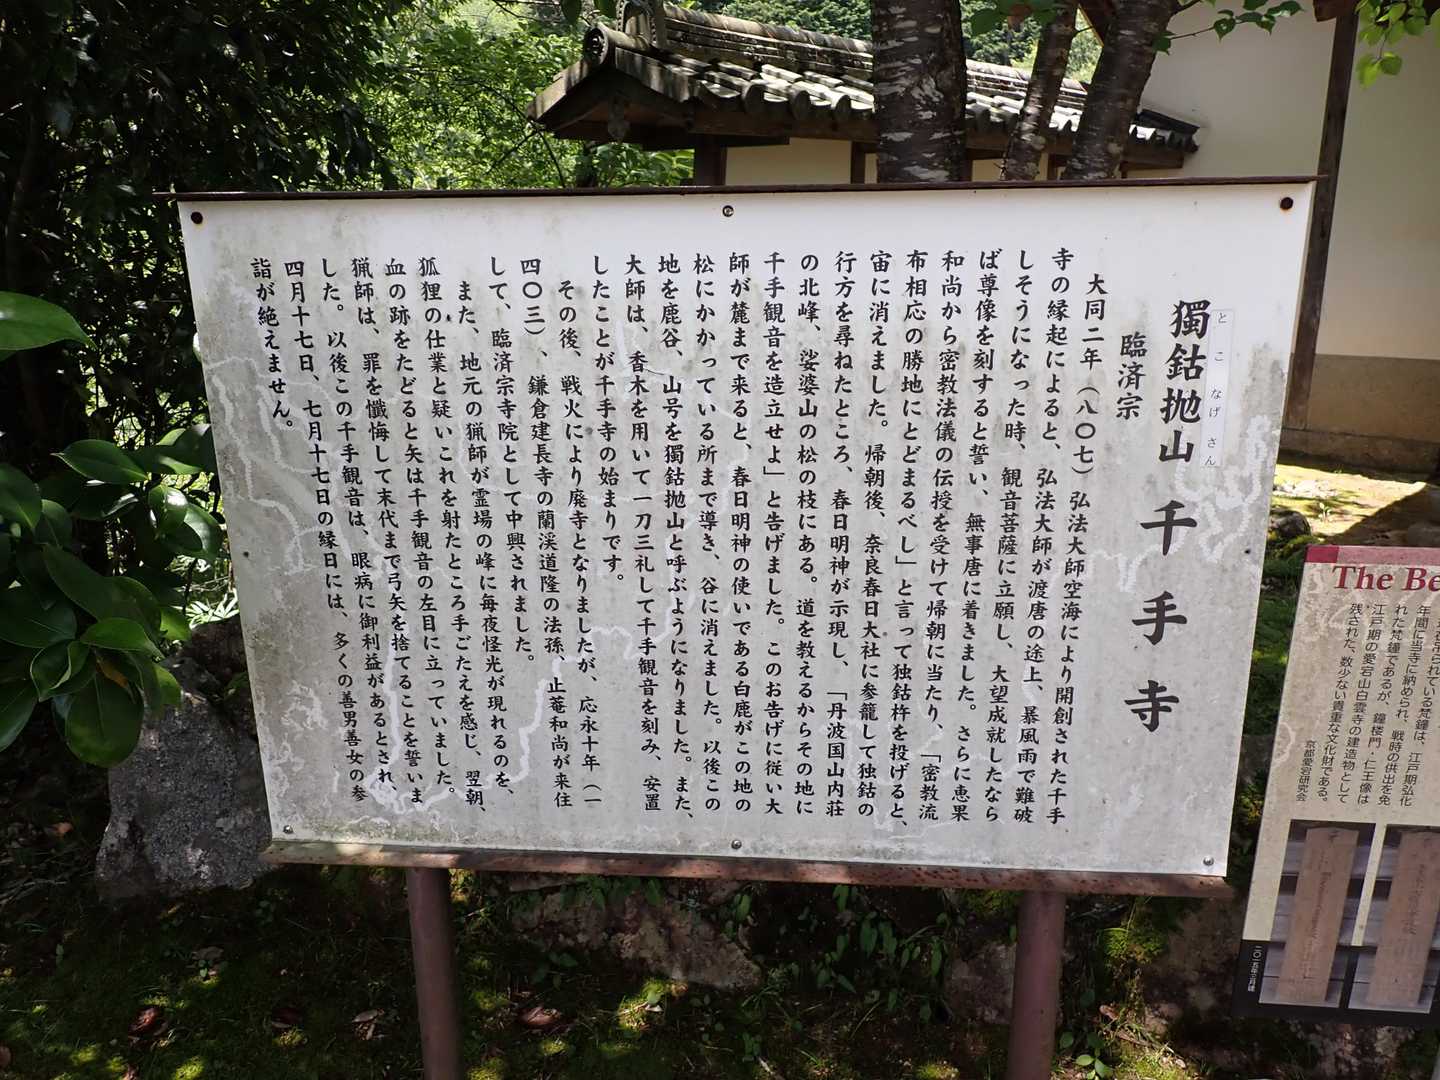 獨鈷抛山 千手寺
とこなげさん
臨済宗
大同二年（八〇七）弘法大師空海により開創された千手
寺の縁起によると、弘法大師が渡唐の途上、暴風雨で難破
しそうになった時、観音菩薩に立願し、大望成就したなら
ば尊像を刻すると誓い、無事唐に着きました。さらに恵果
和尚から密教法儀の伝授を受けて帰朝に当たり、「密教流
布相応の勝地にとどまるべし」と言って独鈷杵を投げると、
宙に消えました。帰朝後、奈良春日大社に参籠して独鈷の
行方を尋ねたところ、春日明神が示現し、「丹波国山内荘
の北峰、娑婆山の松の枝にある。道を教えるからその地に
千手観音を造立せよ」と告げました。このお告げに従い大
師が麓まで来ると、春日明神の使いである白鹿がこの地の
松にかかっている所まで導き、谷に消えました。以後この
地を鹿谷、山号を獨鈷抛山と呼ぶようになりました。また、
大師は、香木を用いて一刀三礼して千手観音を刻み、安置
したことが千手寺の始まりです。
その後、戦火により廃寺となりましたが、応永十年（一
四〇三）、鎌倉建長寺の蘭渓道隆の法孫、止菴和尚が来住
して、臨済宗寺院として中興されました。
また、地元の猟師が霊場の峰に毎夜怪光が現れるのを、
狐狸の仕業と疑いこれを射たところ手ごたえを感じ、翌朝、
血の跡をたどると矢は千手観音の左目に立っていました。
猟師は、罪を懺悔して末代まで弓矢を捨てることを誓いま
した。以後この千手観音は、眼病に御利益があるとされ、
四月十七日、七月十七日の縁日には、多くの善男善女の参
詣が絶えません。
The Be
年間に当寺に納められ、戦時の供出を免
れた梵鐘であるが、鐘楼門・仁王像は
江戸期の愛宕山白雲寺の建造物として
残された、数少ない貴重な文化財である。
京都愛宕研究会